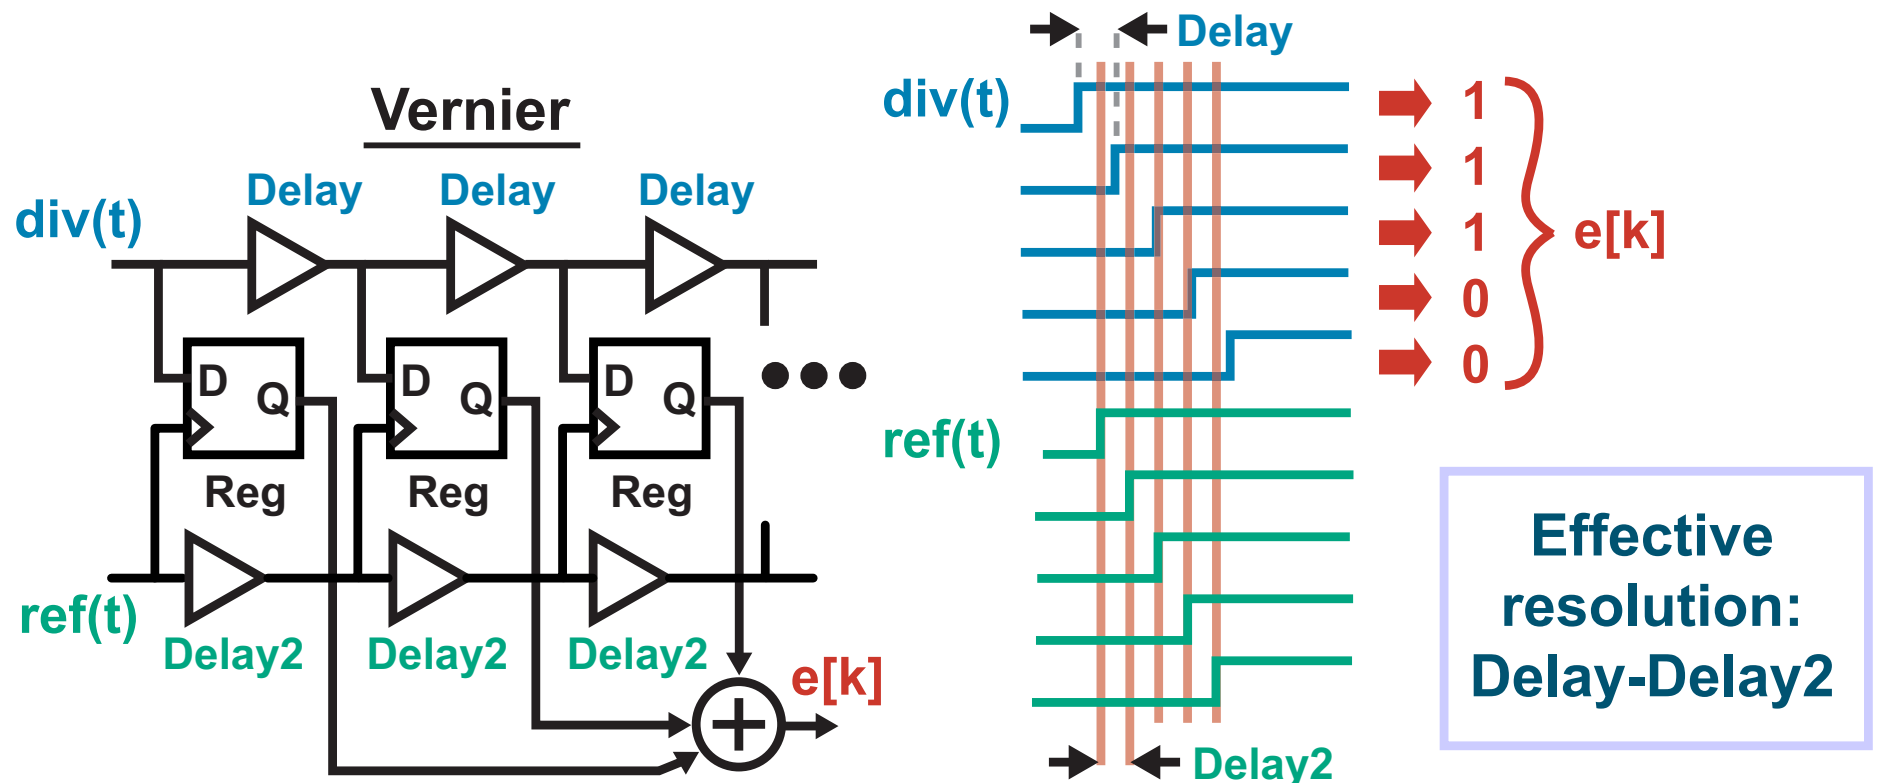 Vernier
Delay
Delay
Delay
div(t)
D
Q
D
Q
D
Q
Reg
Reg
Reg
ref(t)
Delay2
Delay2
Delay2
e[k]
Delay
div(t)
1
1
1
0
0
e[k]
ref(t)
Delay2
Effective
resolution:
Delay-Delay2